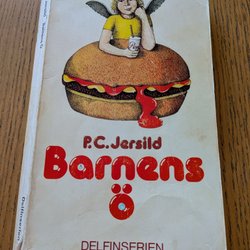 P.C. Jersild
Barnens
ö
DELFINSERIEN